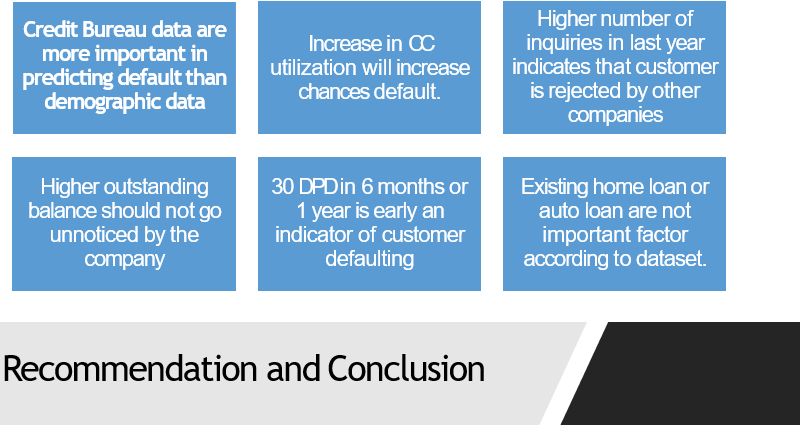 Credit Bureau data are
more important in
predicting default than
demographic data
Increase in CC
utilization will increase
chances default.
Higher number of
inquiries in last year
indicates that customer
is rejected by other
companies
Higher outstanding
balance should not go
unnoticed by the
company
30 DPD in 6 months or
1 year is early an
indicator of customer
defaulting
Existing home loan or
auto loan are not
important factor
according to dataset.
Recommendation and Conclusion